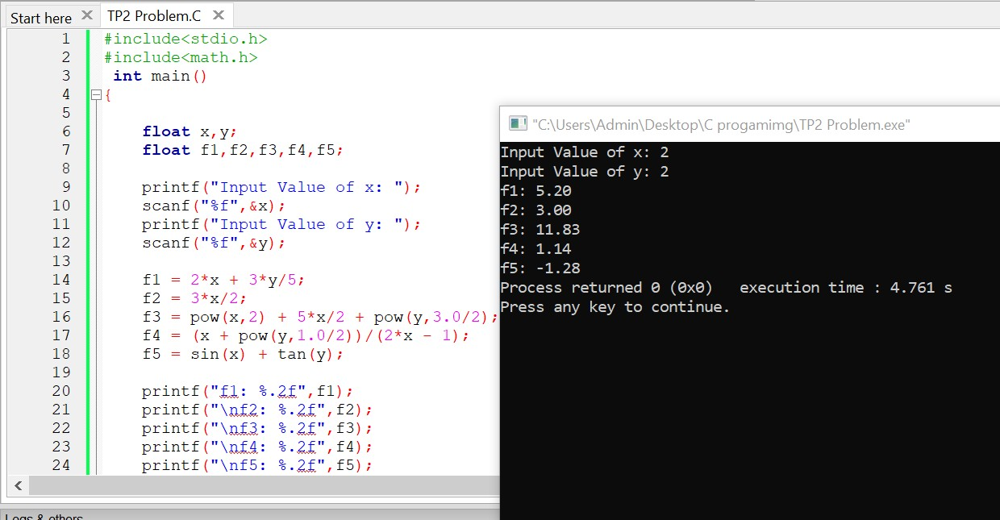 Start here
TP2 Problem.C
1 #include<stdio.h>
2 #include<math.h>
3 int main()
4 {
5
6 float x,y;
7 float f1,f2,f3,f4,f5;
8
9 printf("Input Value of x: ");
10 scanf("%f",&x);
11 printf("Input Value of y: ");
12 scanf("%f",&y);
13
14 f1 = 2*x + 3*y/5;
15 f2 = 3*x/2;
16 f3 = pow(x,2) + 5*x/2 + pow(y,3.0/2);
17 f4 = (x + pow(y,1.0/2))/(2*x - 1);
18 f5 = sin(x) + tan(y);
19
20 printf("f1: %.2f",f1);
21 printf("\nf2: %.2f",f2);
22 printf("\nf3: %.2f",f3);
23 printf("\nf4: %.2f",f4);
24 printf("\nf5: %.2f",f5);
Logs & others
"C:\Users\Admin\Desktop\C progamimg\TP2 Problem.exe"
Input Value of x: 2
Input Value of y: 2
f1: 5.20
f2: 3.00
f3: 11.83
f4: 1.14
f5: -1.28
Process returned 0 (0x0)   execution time : 4.761 s
Press any key to continue.